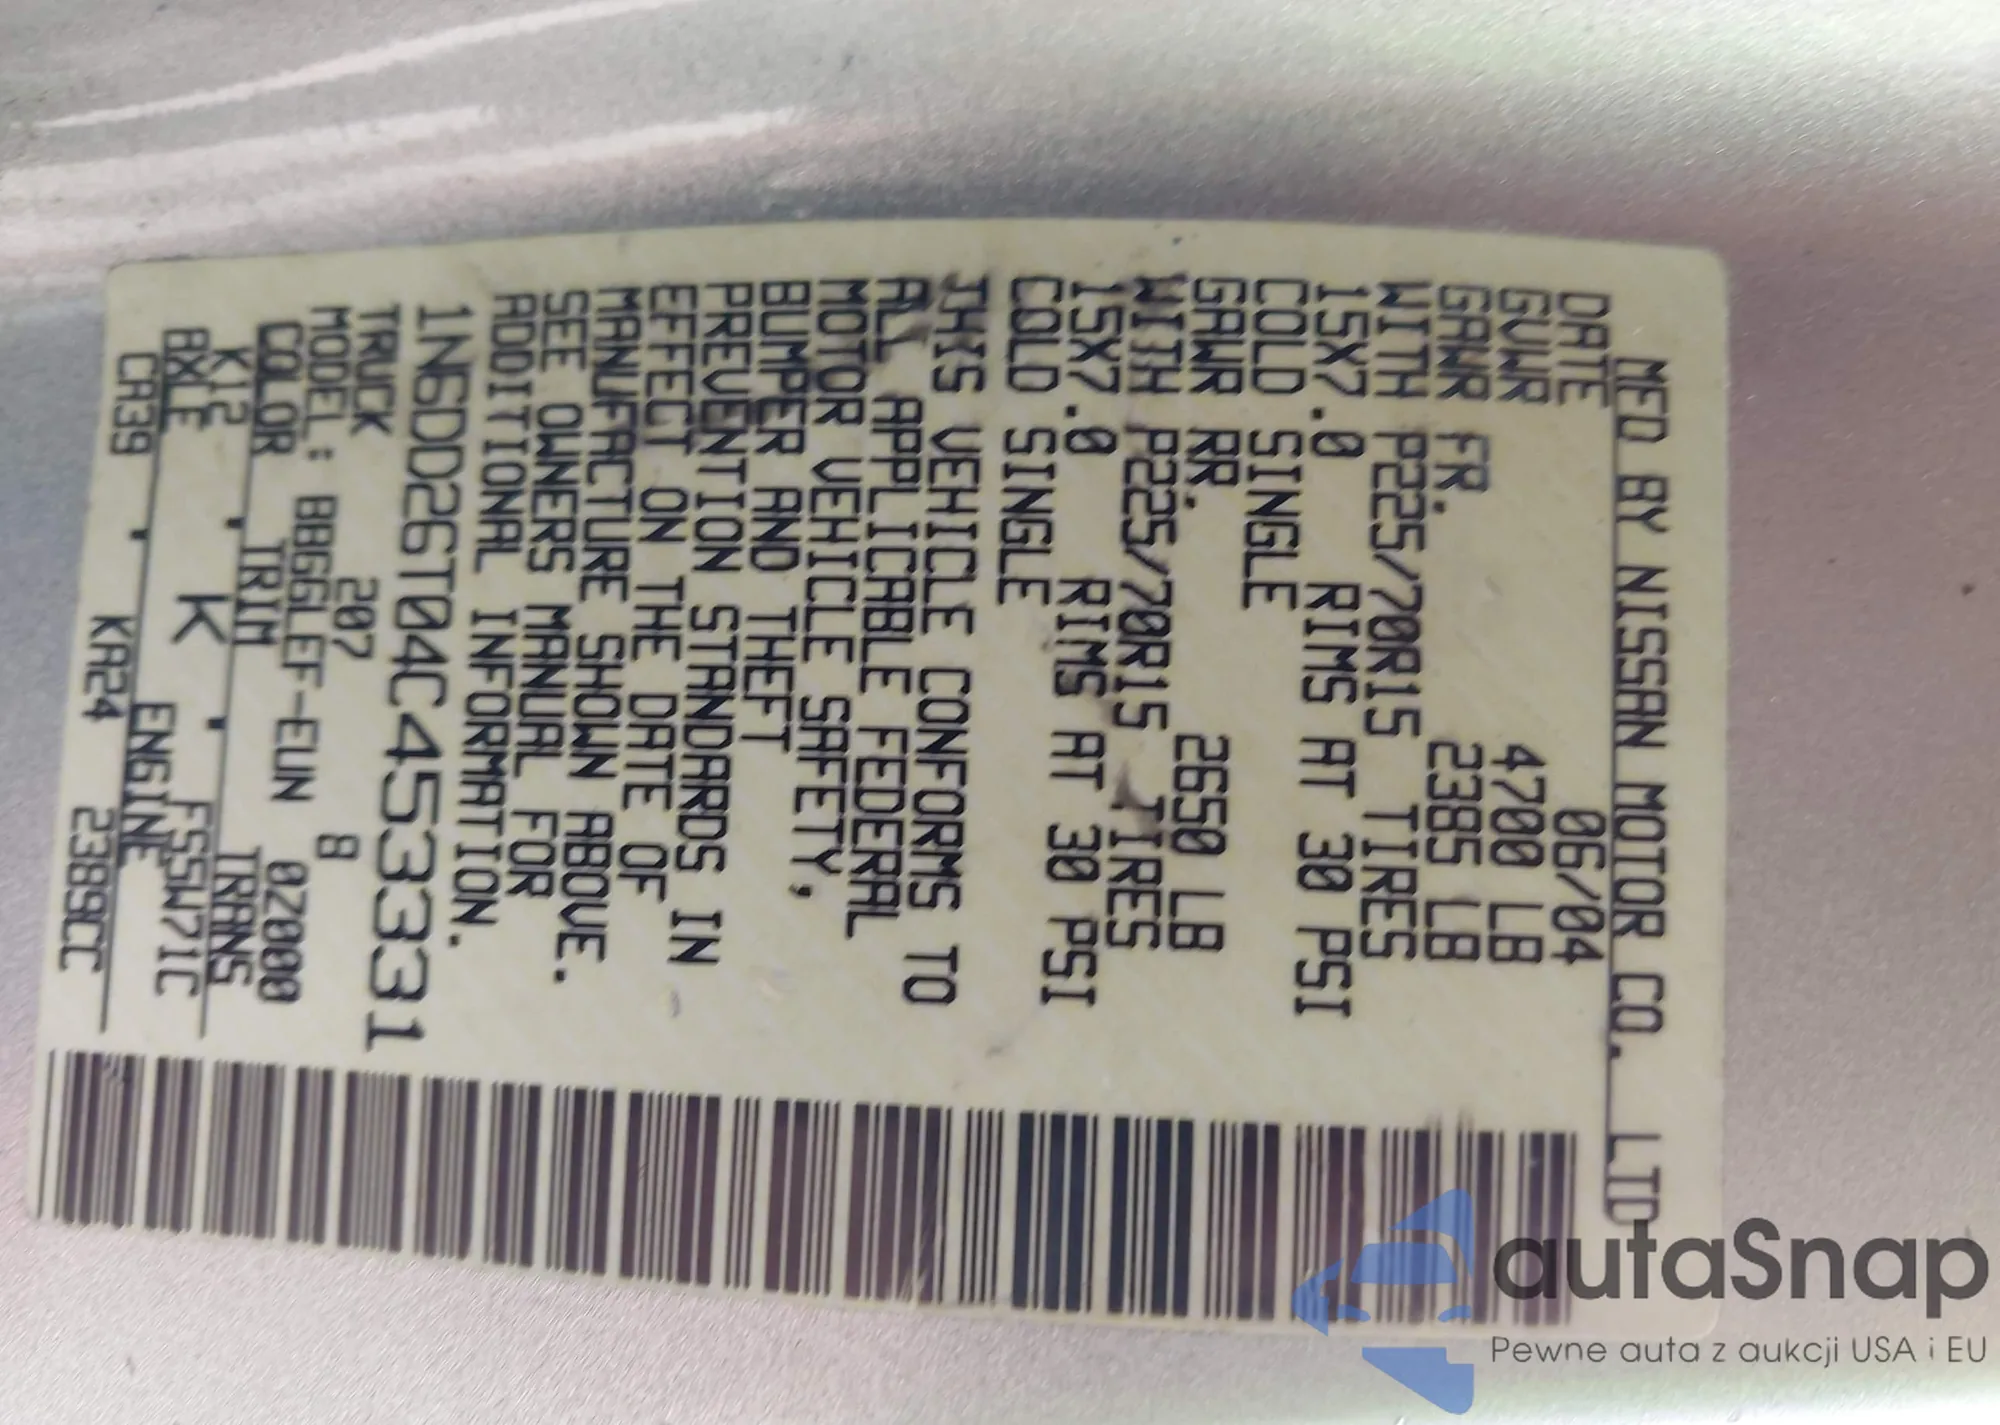 MFD BY NISSAN MOTOR CO. LTD
DATE 06/04
GVWR 4700 LB
GAWR FR. 2385 LB
WITH P225/70R15 TIRES
15X7.0 RIMS AT 30 PSI
COLD SINGLE
GAWR RR. 2650 LB
WITH P225/70R15 TIRES
15X7.0 RIMS AT 30 PSI
COLD SINGLE
THIS VEHICLE CONFORMS TO
ALL APPLICABLE FEDERAL
MOTOR VEHICLE SAFETY,
BUMPER AND THEFT
PREVENTION STANDARDS IN
EFFECT ON THE DATE OF
MANUFACTURE SHOWN ABOVE.
SEE OWNERS MANUAL FOR
ADDITIONAL INFORMATION.
1N6DD26T04C453331
TRUCK 207 8
MODEL: BBGGLEF-EUN 0Z000
COLOR TRIM TRANS
K12 . K . FS5W71C
AXLE ENGINE
CA39 . KA24 2389CC
autaSnap
Pewne auta z aukcji USA i EU